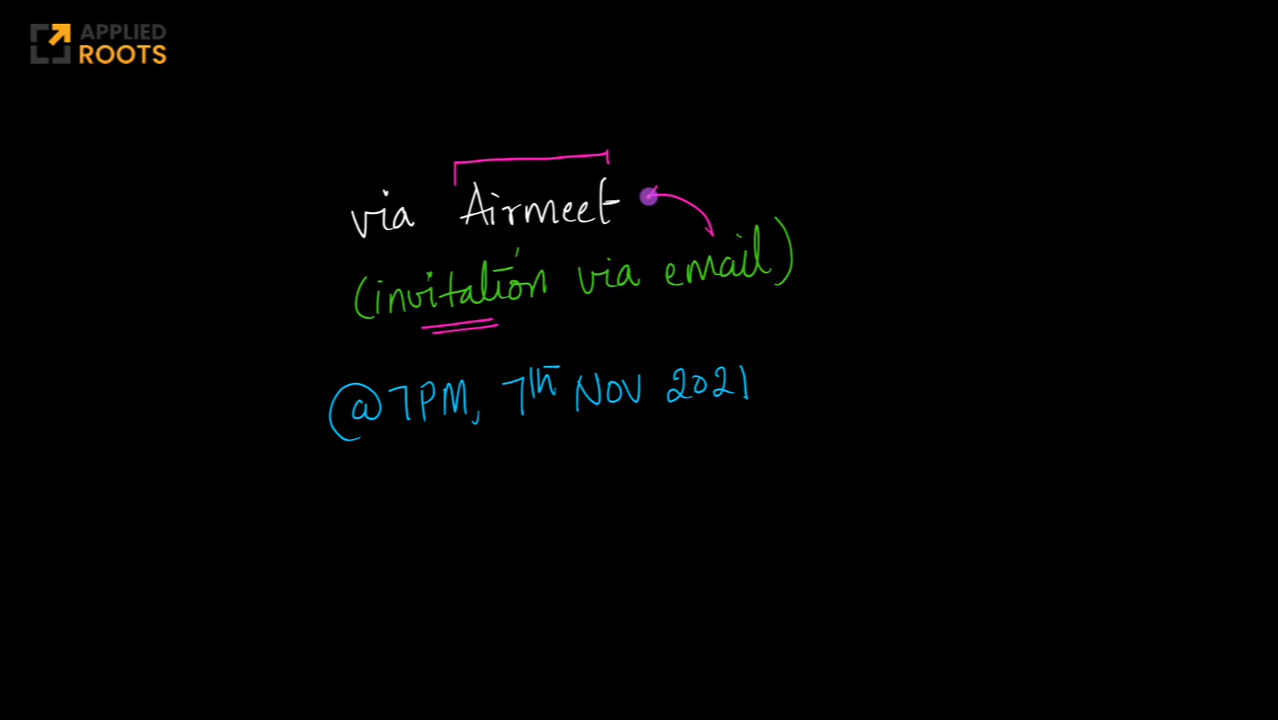 APPLIED
ROOTS
via Airmeet
(invitation via email)
@7PM, 7th Nov 2021